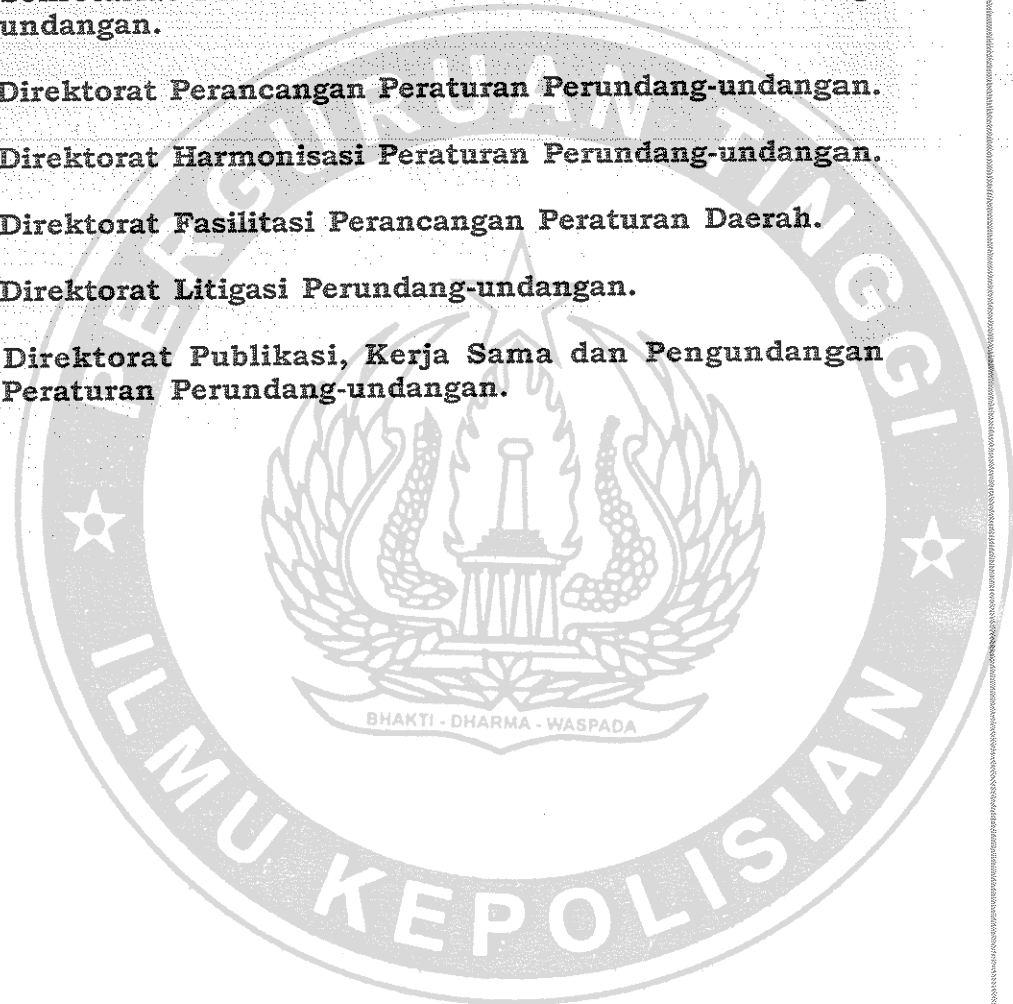 undangan.
Direktorat Perancangan Peraturan Perundang-undangan.
Direktorat Harmonisasi Peraturan Perundang-undangan.
Direktorat Fasilitasi Perancangan Peraturan Daerah.
Direktorat Litigasi Perundang-undangan.
Direktorat Publikasi, Kerja Sama dan Pengundangan
Peraturan Perundang-undangan.
PERGURUAN TINGGI
BHAKTI - DHARMA - WASPADA
ILMU KEPOLISIAN